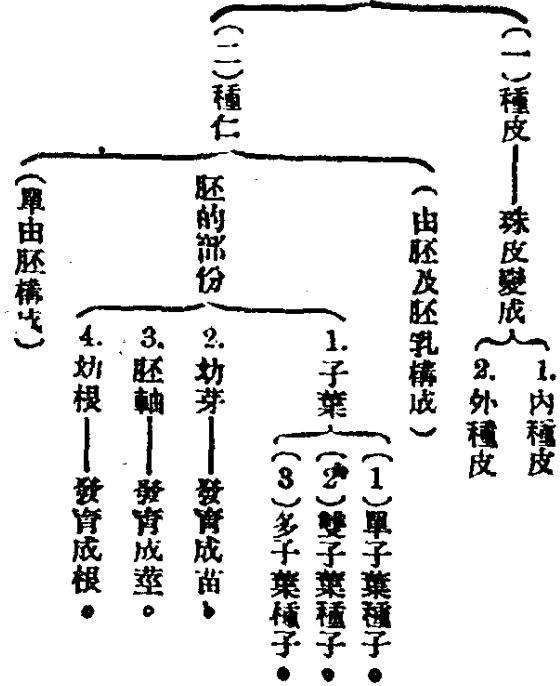 (一)種皮——珠皮變成
1.內種皮
2.外種皮
(二)種仁
(由胚及胚乳構成)
胚的部份
1.子葉
(1)單子葉種子。
(2)雙子葉種子。
(3)多子葉種子。
2.幼芽——發育成苗。
3.胚軸——發育成莖。
4.幼根——發育成根。
(單由胚構成)